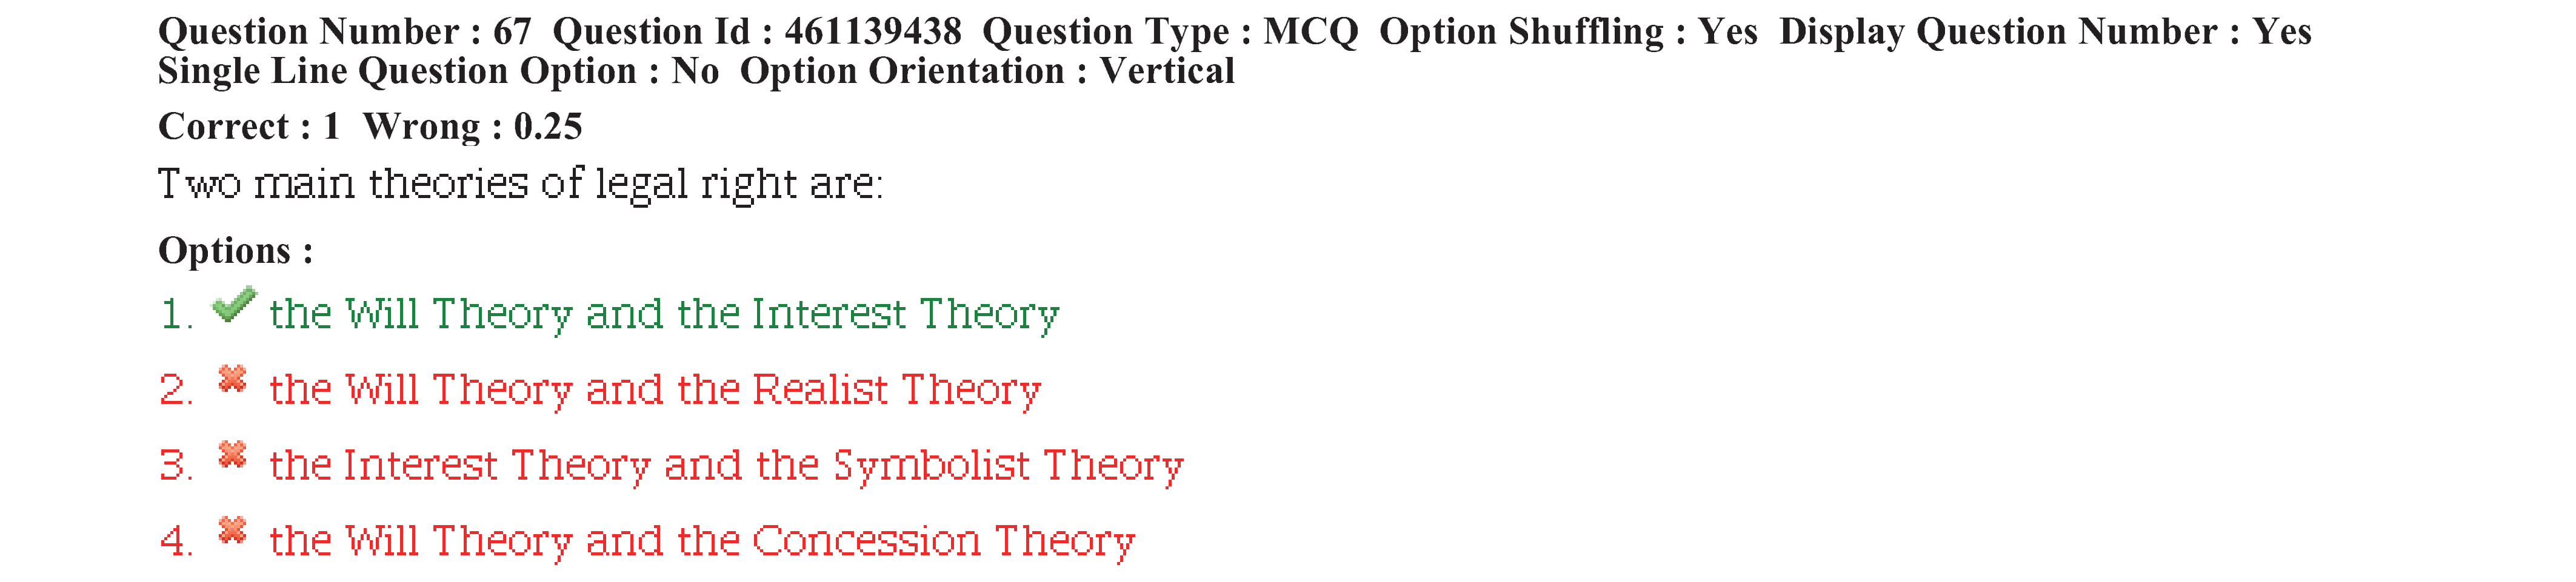 Question Number : 67 Question Id : 461139438 Question Type : MCQ Option Shuffling : Yes Display Question Number : Yes
Single Line Question Option : No Option Orientation : Vertical
Correct : 1 Wrong : 0.25
Two main theories of legal right are:
Options :
1. the Will Theory and the Interest Theory
2. the Will Theory and the Realist Theory
3. the Interest Theory and the Symbolist Theory
4. the Will Theory and the Concession Theory